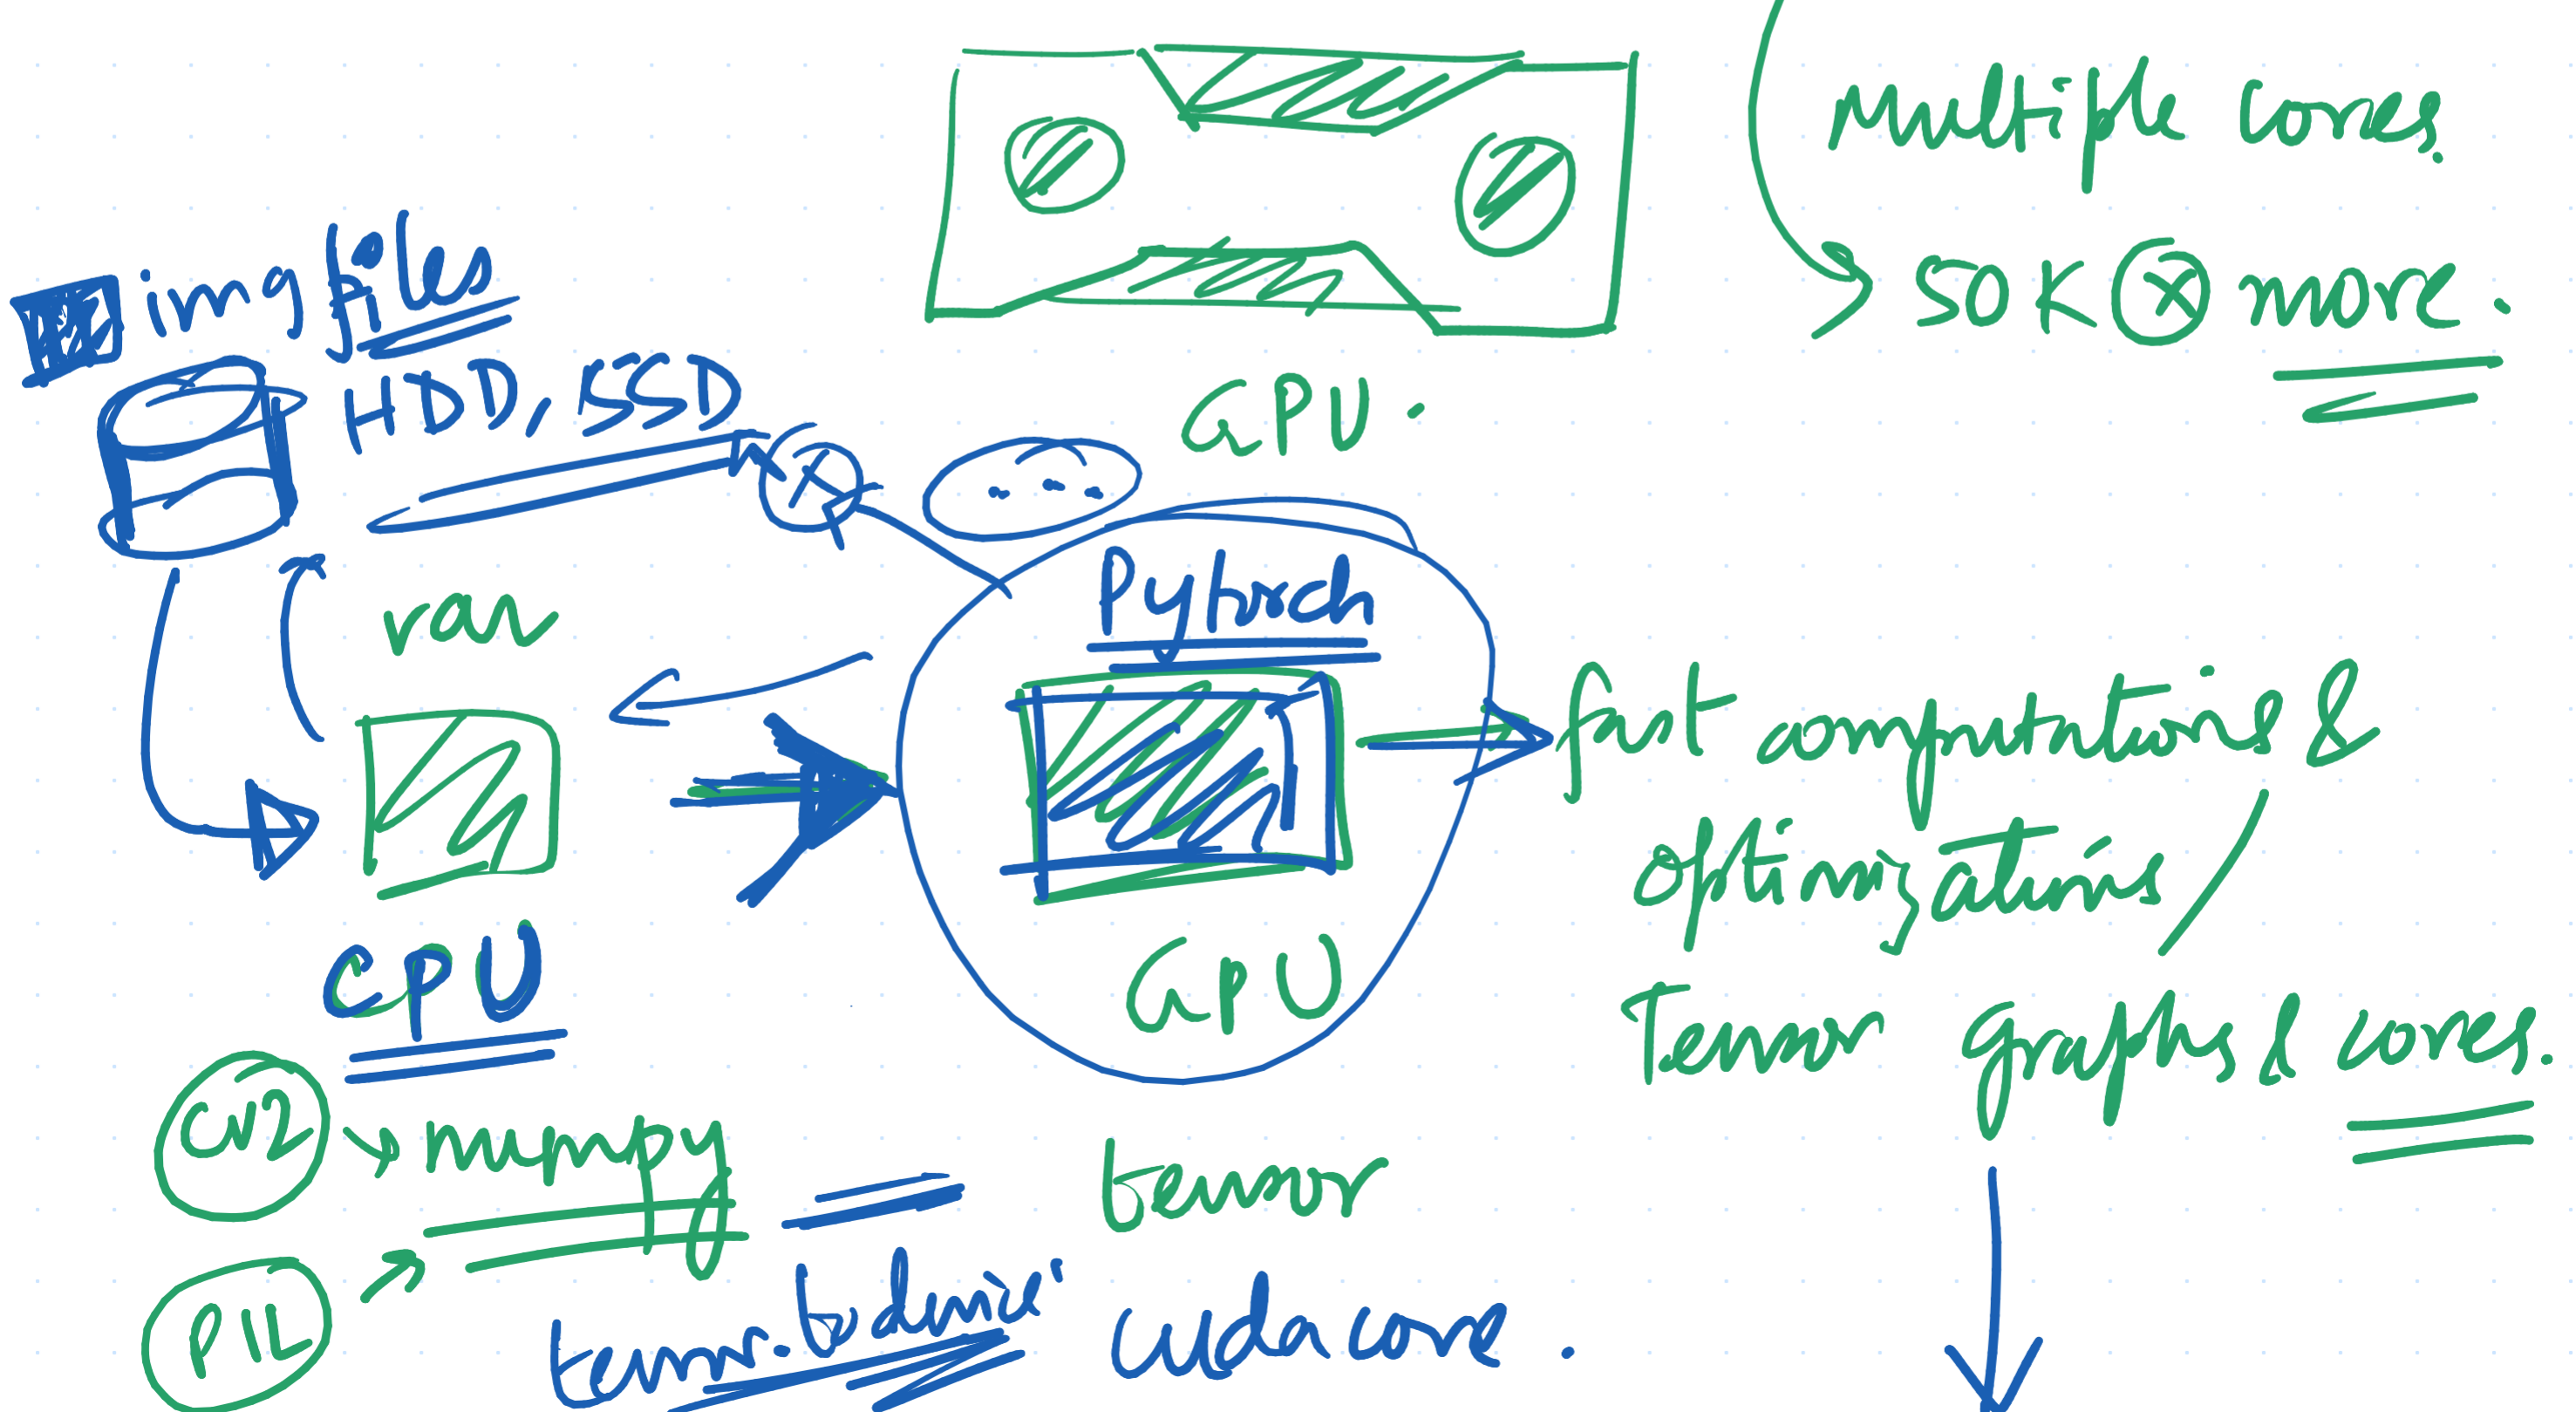 Multiple cores.
50K ⊗ more.
GPU.
img files
HDD, SSD
Pytorch
fast computations &
optimizations/
Tensor graphs & cores.
CPU
GPU
CV2 → numpy
PIL
tensor
tensor.to device
Cuda core.